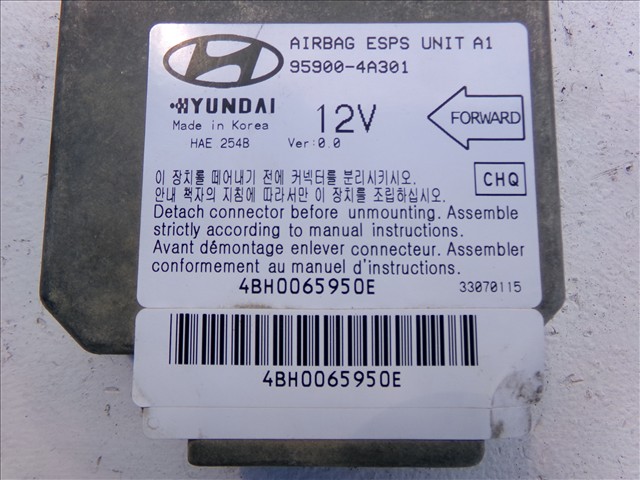 AIRBAG ESPS UNIT A1
95900-4A301
HYUNDAI
Made in Korea
HAE 254B
12V
Ver:0.0
FORWARD
이 장치를 떼어내기 전에 커넥터를 분리시키시오.
안내 책자의 지침에 따라서만 이 장치를 조립하십시오.
CHQ
Detach connector before unmounting. Assemble
strictly according to manual instructions.
Avant démontage enlever connecteur. Assembler
conformement au manuel d'instructions.
4BH0065950E
33070115
4BH0065950E